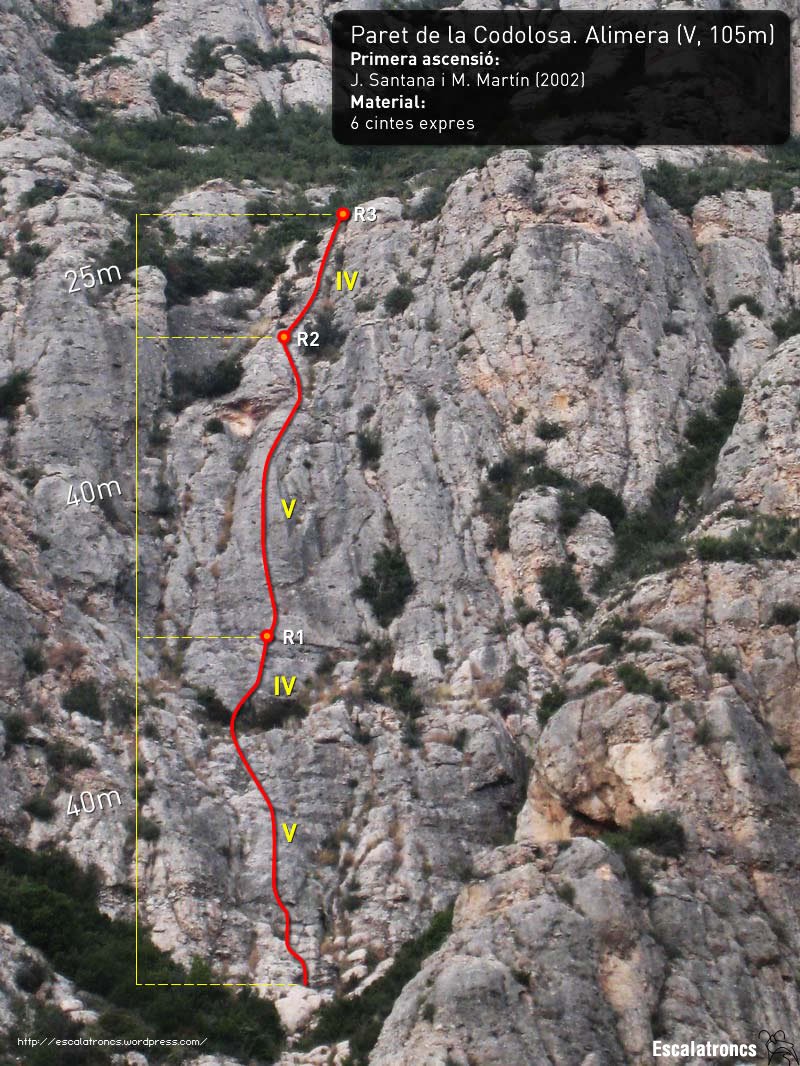 Paret de la Codolosa. Alimera (V, 105m)
Primera ascensió:
J. Santana i M. Martín (2002)
Material:
6 cintes expres
R3
25m
IV
R2
40m
V
R1
IV
40m
V
http://escalatroncs.wordpress.com/
Escalatroncs